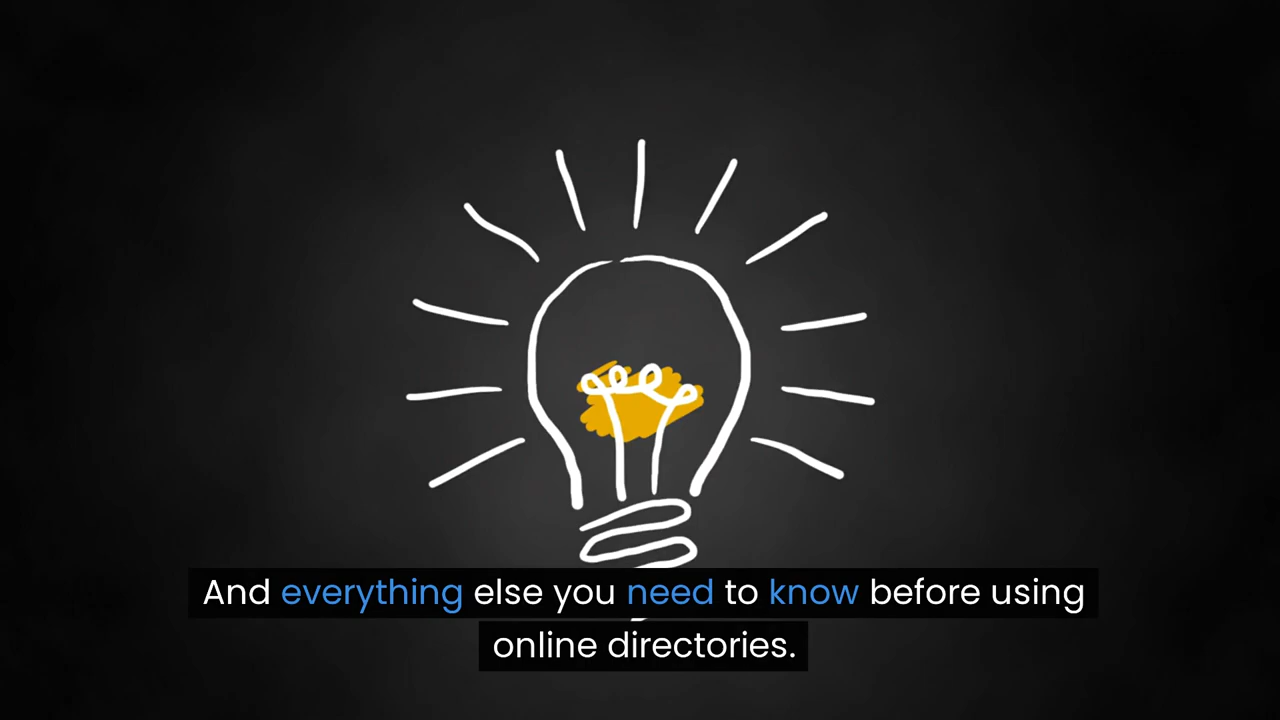 And everything else you need to know before using
online directories.